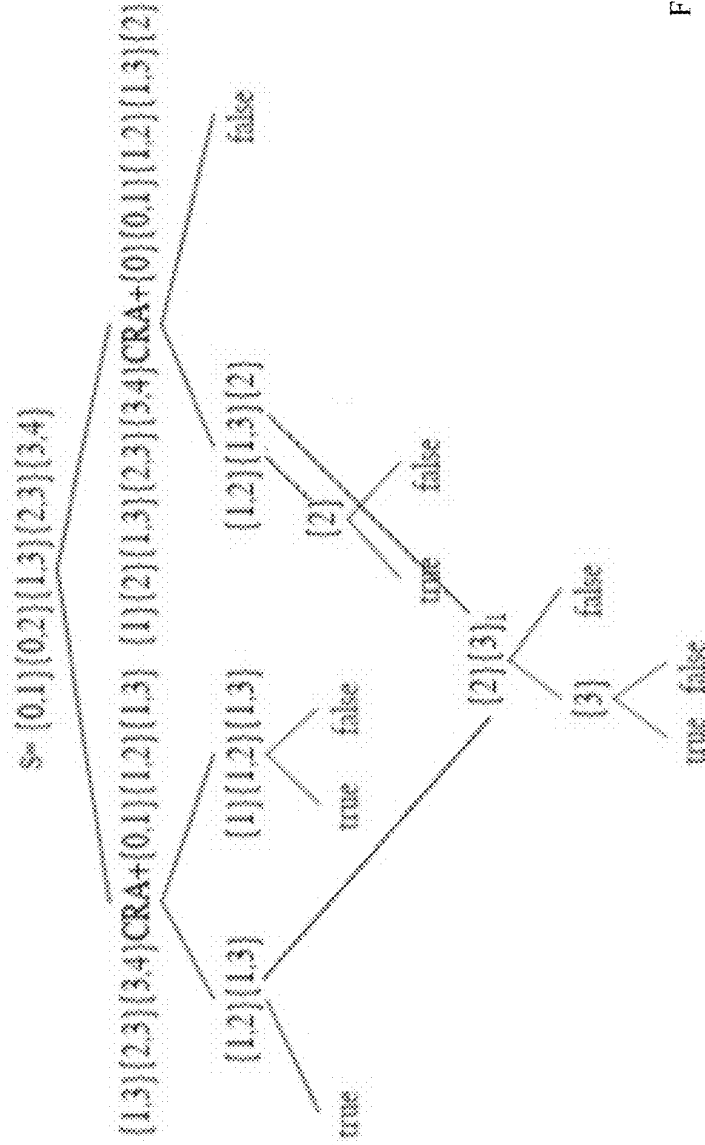 S= {0,1}{0,2}{1,3}{2,3}{3,4}
{1,3}{2,3}{3,4}CRA+{0,1}{1,2}{1,3}
{1}{2}{1,3}{2,3}{3,4}CRA+{0}{0,1}{1,2}{1,3}{2}
{1,2}{1,3}
{1}{1,2}{1,3}
{1,2}{1,3}{2}
false
true
true
false
{2}
true
false
{2}{3}
{3}
false
true
false
F